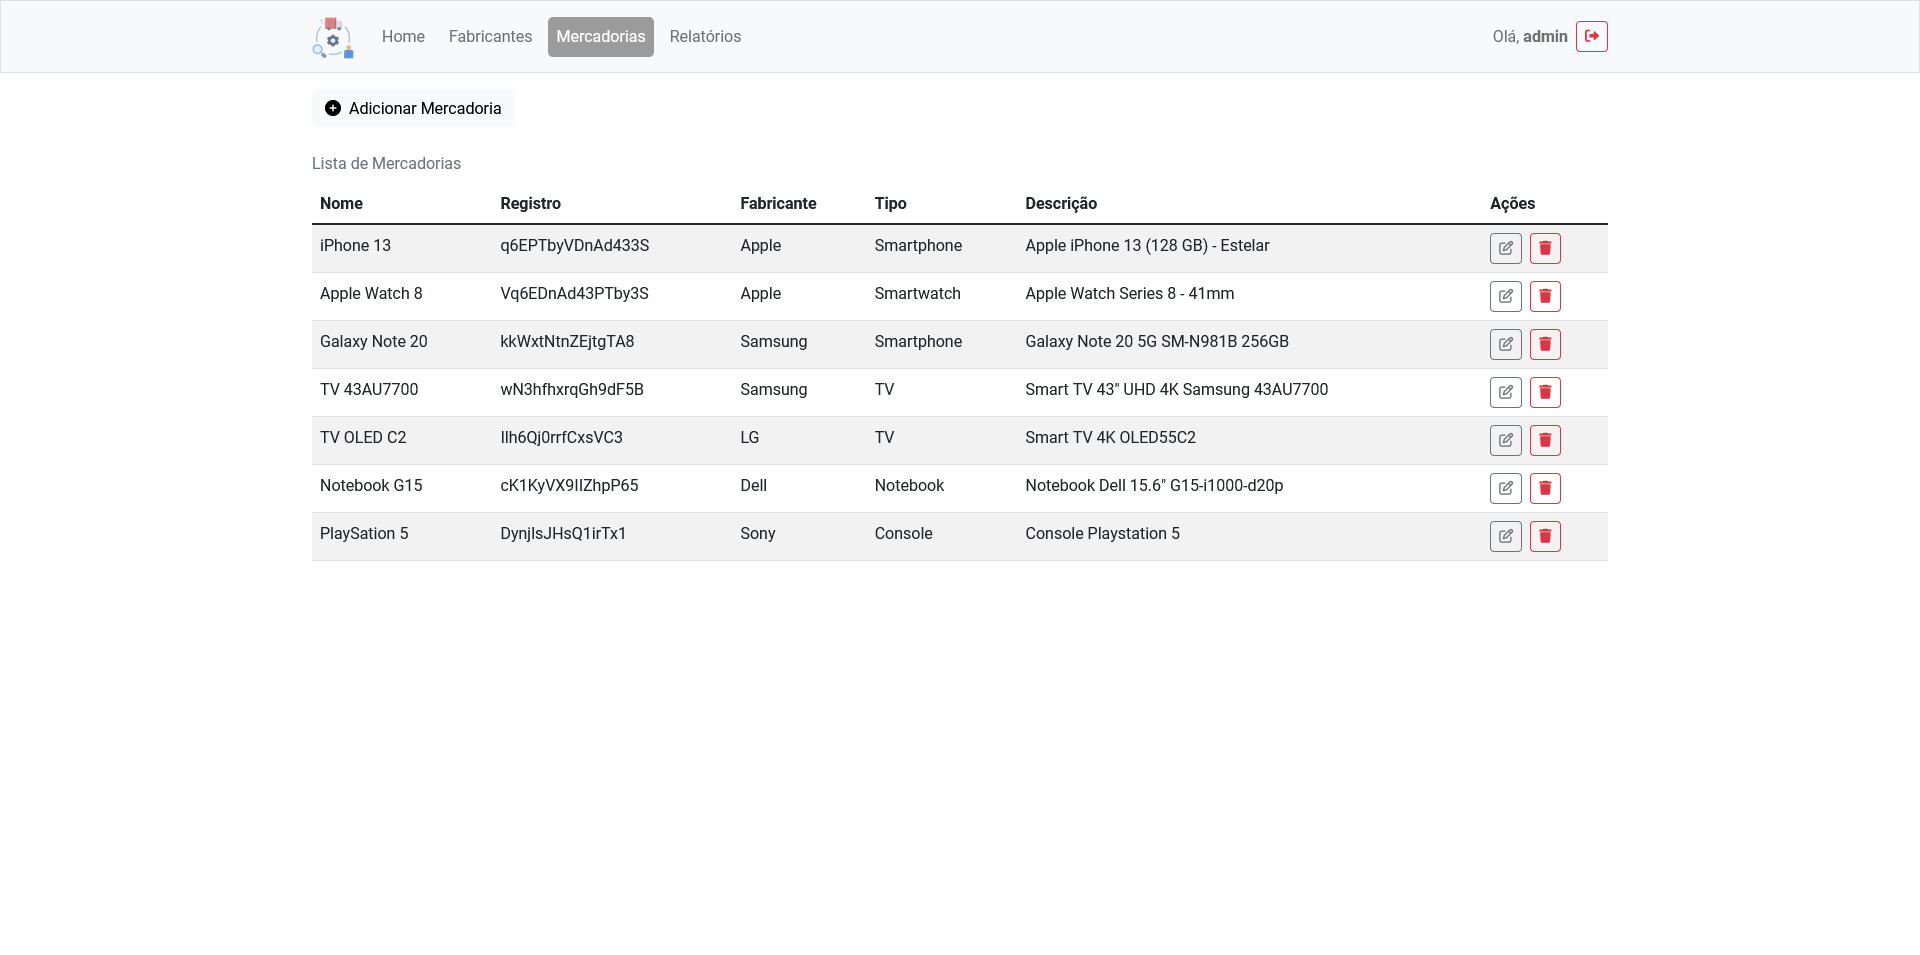 Home Fabricantes Mercadorias Relatórios Olá, admin
Adicionar Mercadoria
Lista de Mercadorias
Nome Registro Fabricante Tipo Descrição Ações
iPhone 13 q6EPTbyVDnAd433S Apple Smartphone Apple iPhone 13 (128 GB) - Estelar
Apple Watch 8 Vq6EDnAd43PTby3S Apple Smartwatch Apple Watch Series 8 - 41mm
Galaxy Note 20 kkWxtNtnZEjtgTA8 Samsung Smartphone Galaxy Note 20 5G SM-N981B 256GB
TV 43AU7700 wN3hfhxrqGh9dF5B Samsung TV Smart TV 43" UHD 4K Samsung 43AU7700
TV OLED C2 Ilh6Qj0rrfCxsVC3 LG TV Smart TV 4K OLED55C2
Notebook G15 cK1KyVX9IIZhpP65 Dell Notebook Notebook Dell 15.6" G15-i1000-d20p
PlaySation 5 DynjIsJHsQ1irTx1 Sony Console Console Playstation 5